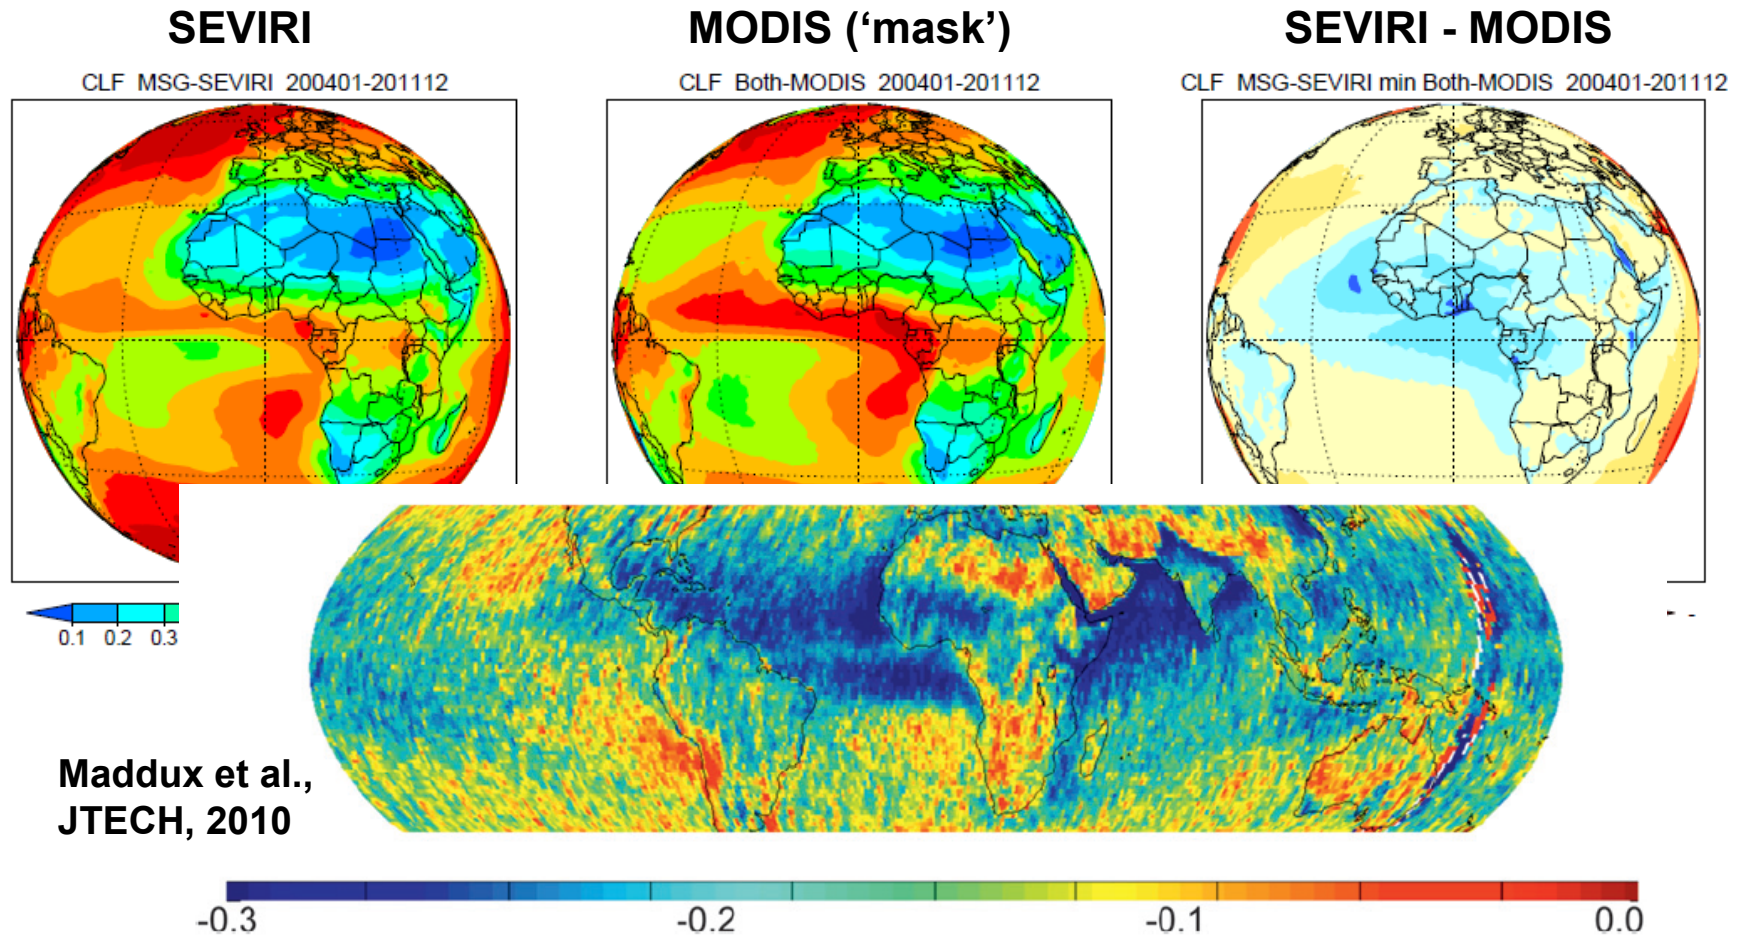 SEVIRI
MODIS (‘mask’)
SEVIRI - MODIS
CLF MSG-SEVIRI 200401-201112
CLF Both-MODIS 200401-201112
CLF MSG-SEVIRI min Both-MODIS 200401-201112
0.1 0.2 0.3
Maddux et al.,
JTECH, 2010
-0.3 -0.2 -0.1 0.0